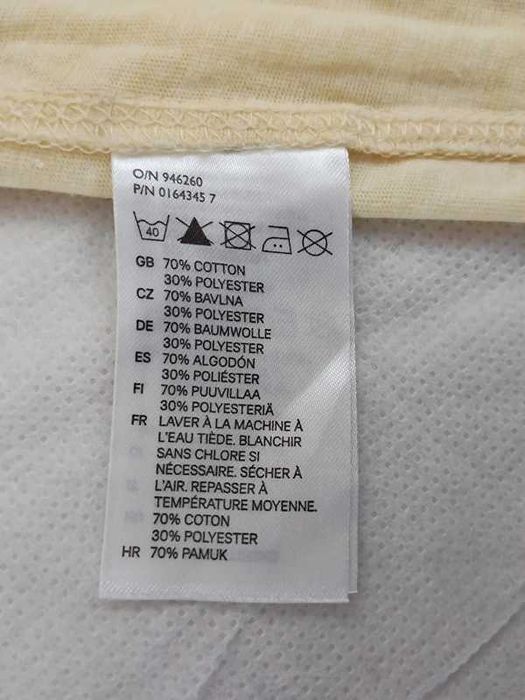 O/N 946260
P/N 0164345 7
40
GB 70% COTTON
30% POLYESTER
CZ 70% BAVLNA
30% POLYESTER
DE 70% BAUMWOLLE
30% POLYESTER
ES 70% ALGODÓN
30% POLIÉSTER
FI 70% PUUVILLAA
30% POLYESTERIÄ
FR LAVER À LA MACHINE À
L'EAU TIÈDE. BLANCHIR
SANS CHLORE SI
NÉCESSAIRE. SÉCHER À
L'AIR. REPASSER À
TEMPÉRATURE MOYENNE.
70% COTON
30% POLYESTER
HR 70% PAMUK